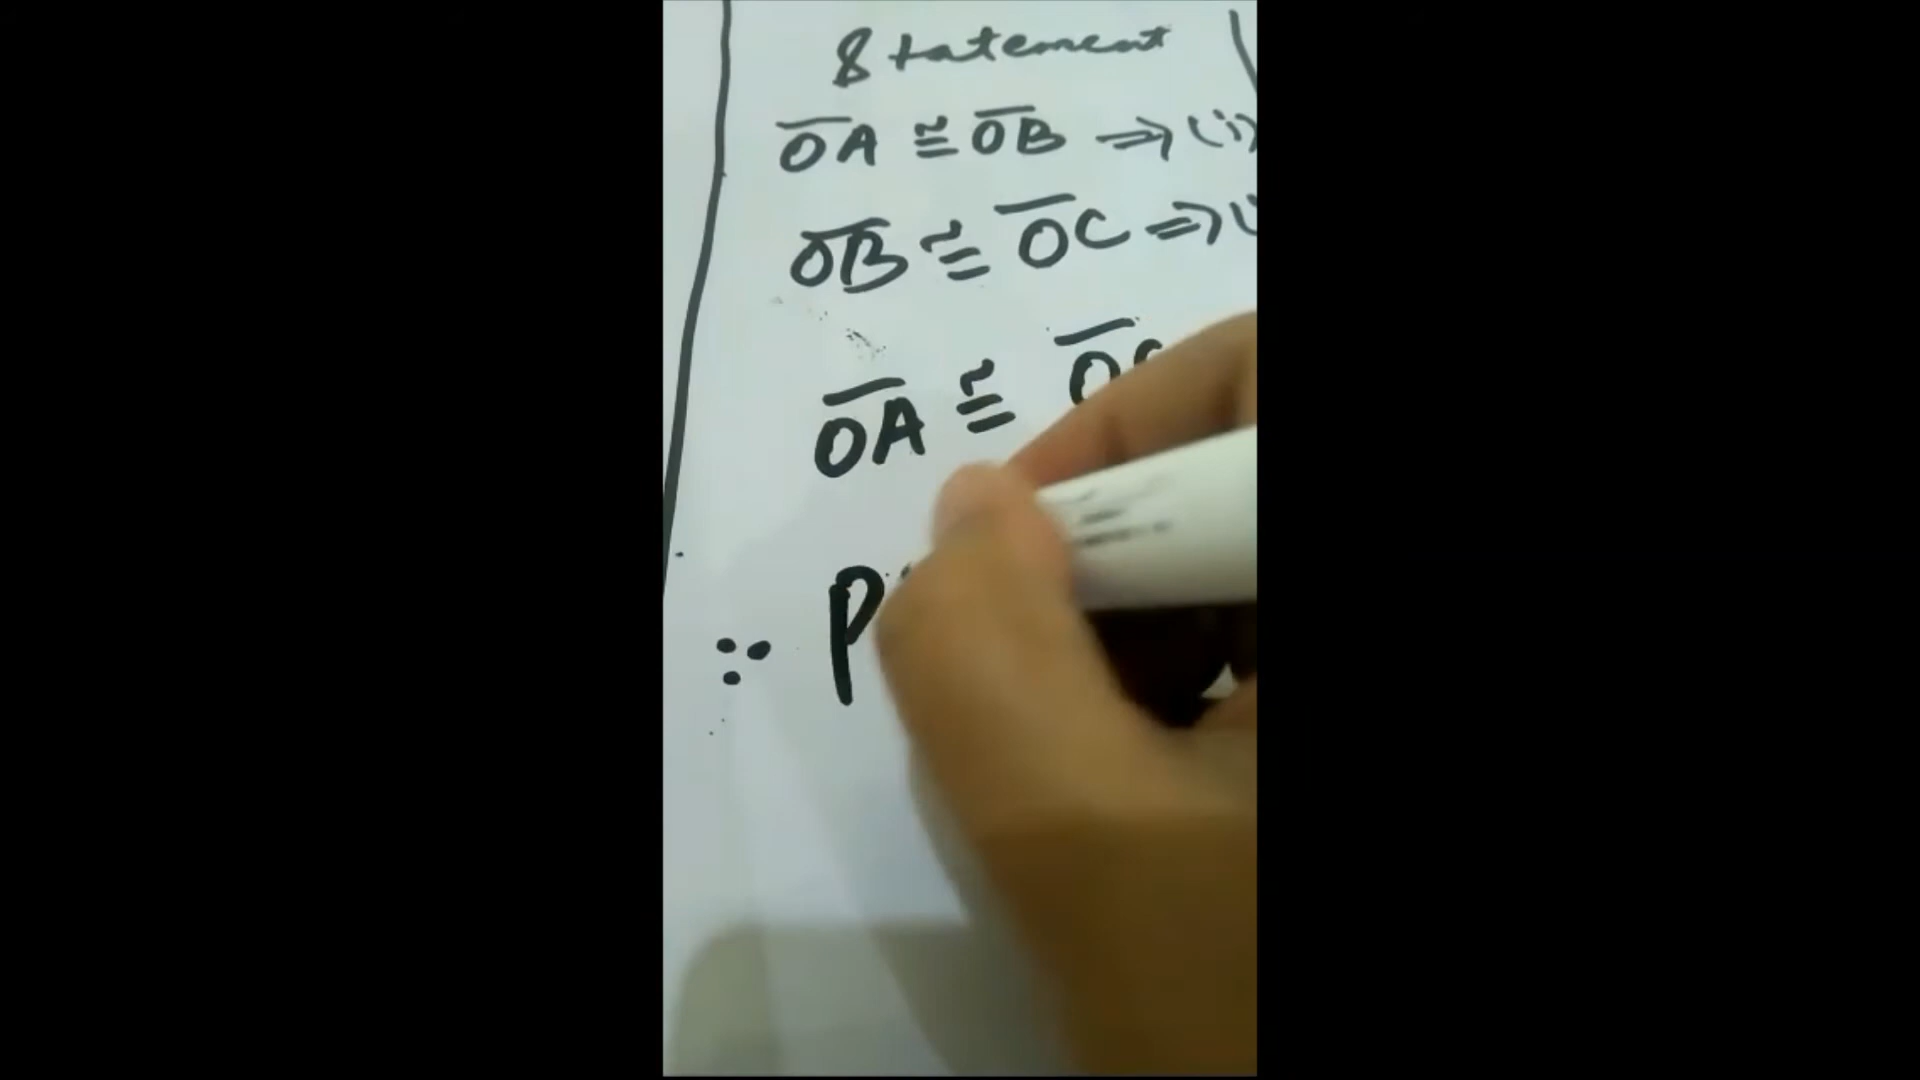 Statement
OA ≅ OB ⇒ (i)
OB ≅ OC ⇒ (
OA ≅ O
∴ P